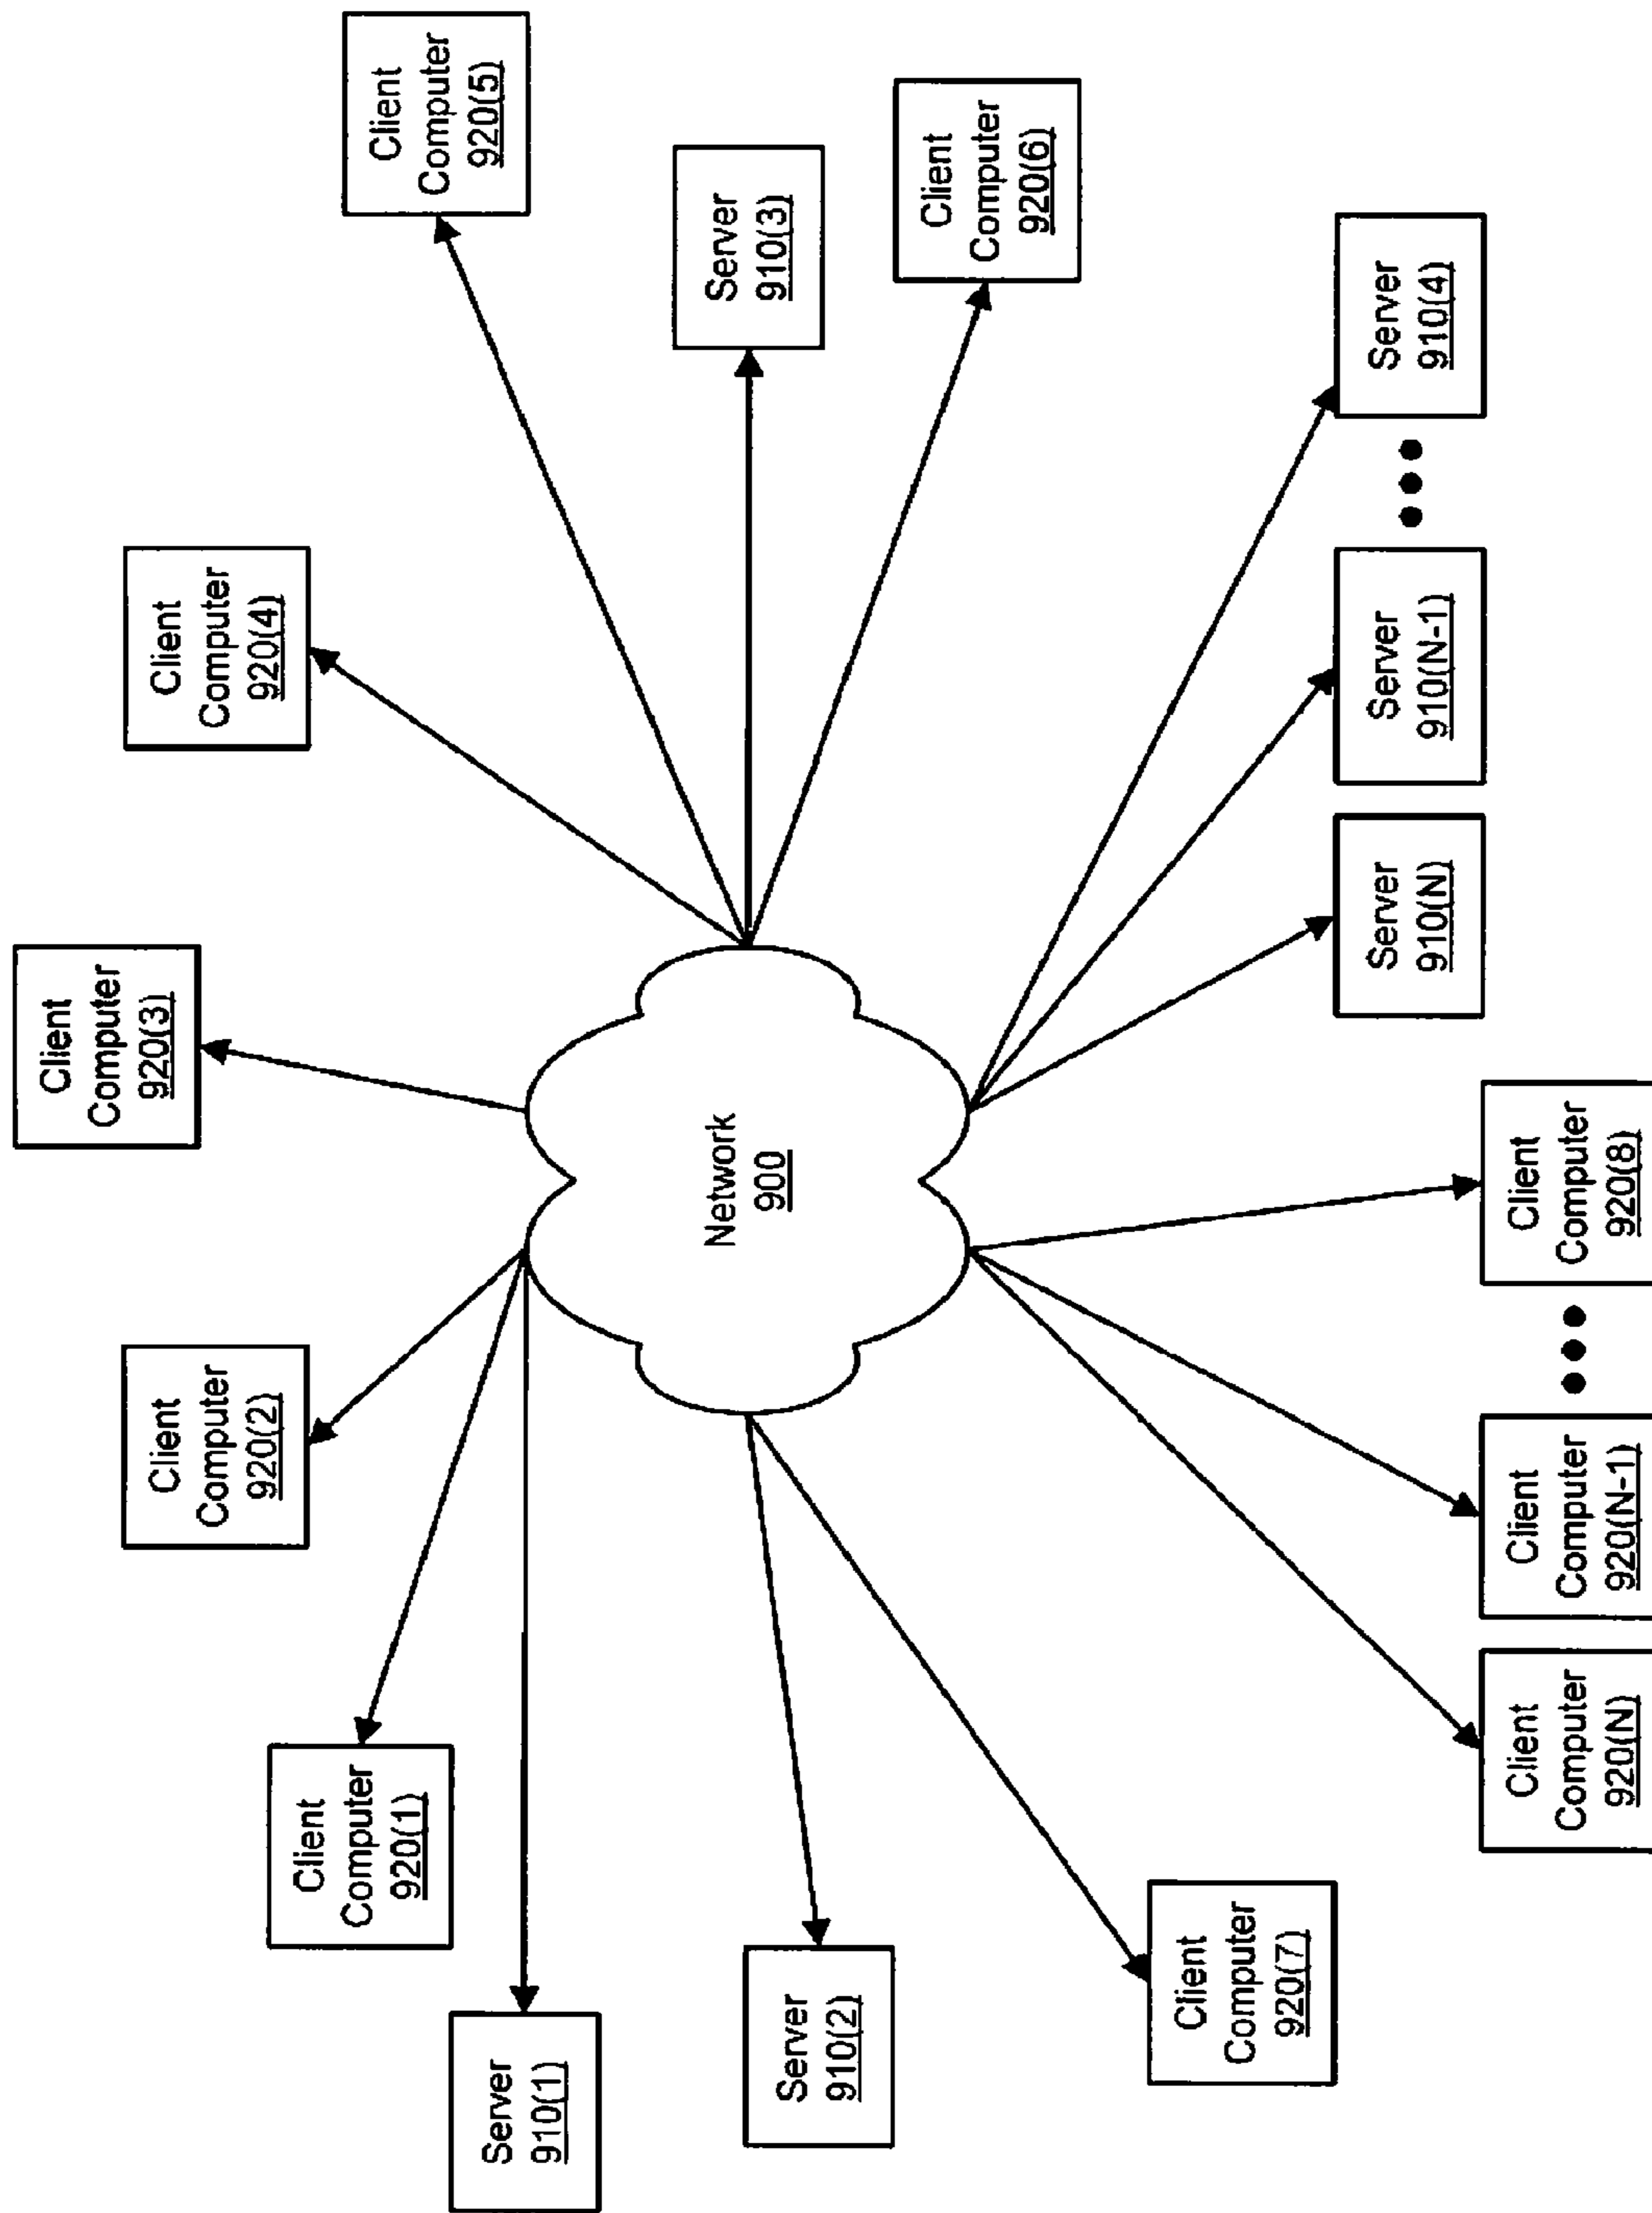 Client
Computer
920(3)
Client
Computer
920(2)
Client
Computer
920(4)
Client
Computer
920(1)
Client
Computer
920(5)
Server
910(1)
Server
910(3)
Network
900
Server
910(2)
Client
Computer
920(6)
Client
Computer
920(7)
Server
910(N)
Server
910(N-1)
Server
910(4)
Client
Computer
920(N)
Client
Computer
920(N-1)
Client
Computer
920(8)